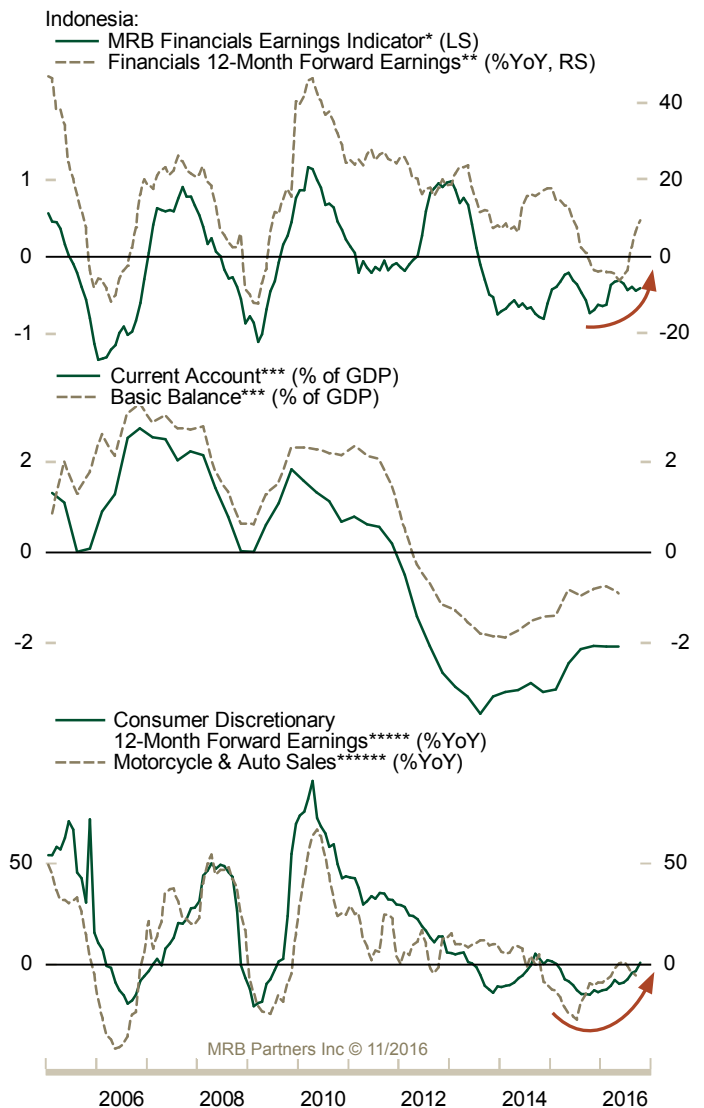 Indonesia:
MRB Financials Earnings Indicator* (LS)
Financials 12-Month Forward Earnings** (%YoY, RS)
40
1
20
0
0
-1
-20
Current Account*** (% of GDP)
Basic Balance*** (% of GDP)
2
2
0
0
-2
-2
Consumer Discretionary
12-Month Forward Earnings***** (%YoY)
Motorcycle & Auto Sales****** (%YoY)
50
50
0
0
MRB Partners Inc © 11/2016
2006
2008
2010
2012
2014
2016